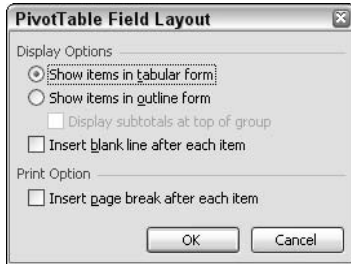 PivotTable Field Layout
Display Options
Show items in tabular form
Show items in outline form
Display subtotals at top of group
Insert blank line after each item
Print Option
Insert page break after each item
OK
Cancel